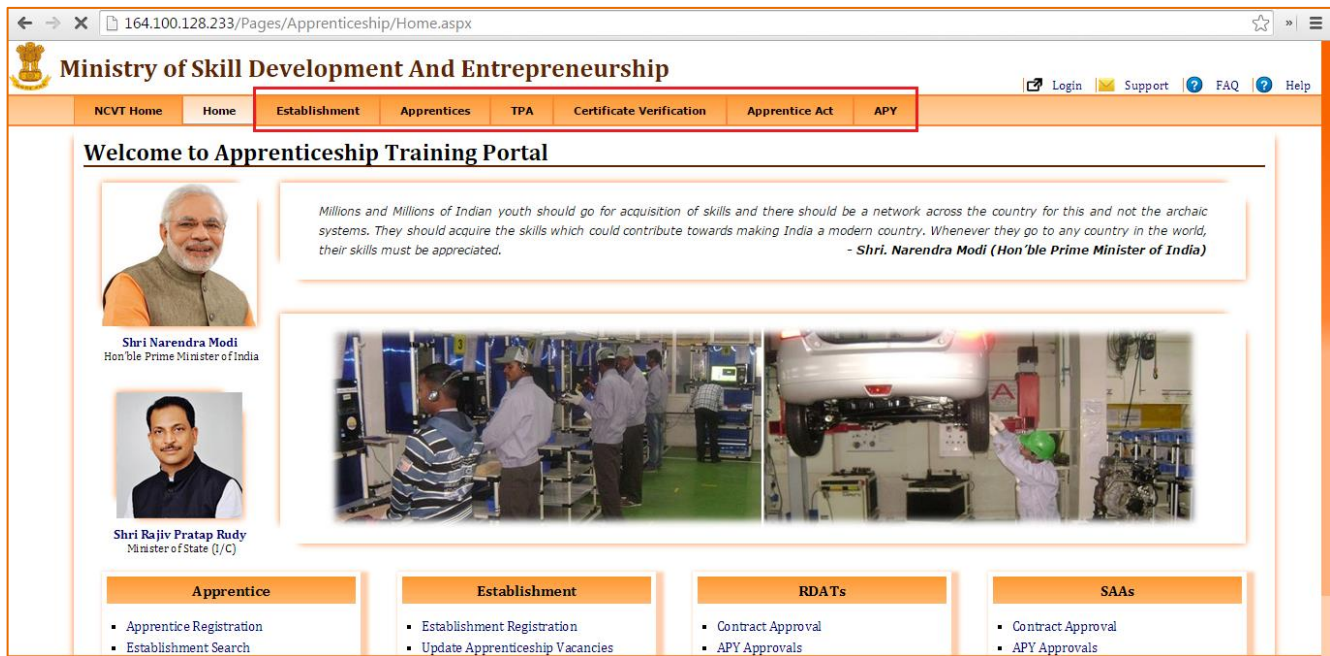 164.100.128.233/Pages/Apprenticeship/Home.aspx
Ministry of Skill Development And Entrepreneurship
Login Support FAQ Help
NCVT Home Home Establishment Apprentices TPA Certificate Verification Apprentice Act APY
Welcome to Apprenticeship Training Portal
Millions and Millions of Indian youth should go for acquisition of skills and there should be a network across the country for this and not the archaic
systems. They should acquire the skills which could contribute towards making India a modern country. Whenever they go to any country in the world,
their skills must be appreciated. - Shri. Narendra Modi (Hon'ble Prime Minister of India)
Shri Narendra Modi
Hon'ble Prime Minister of India
Shri Rajiv Pratap Rudy
Minister of State (I/C)
Apprentice
Apprentice Registration
Establishment Search
Establishment
Establishment Registration
Update Apprenticeship Vacancies
RDATs
Contract Approval
APY Approvals
SAAs
Contract Approval
APY Approvals